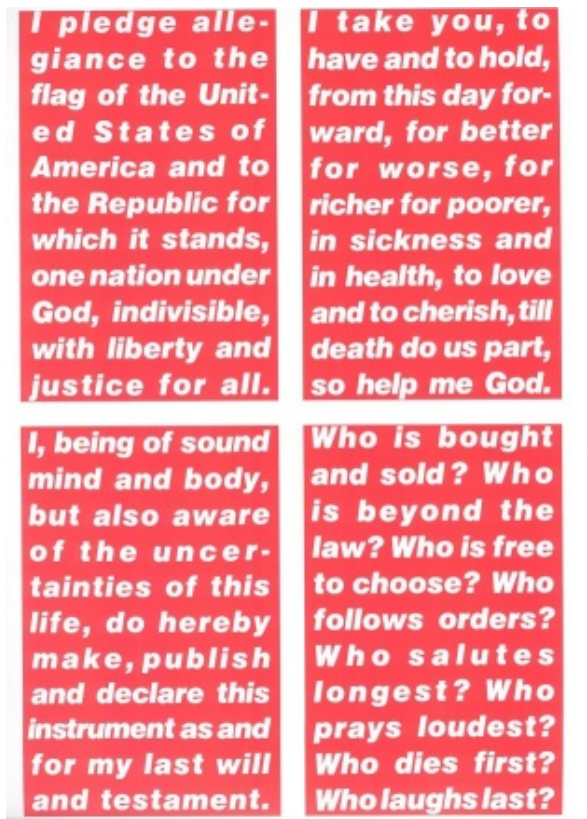 I pledge alle-
giance to the
flag of the Unit-
ed States of
America and to
the Republic for
which it stands,
one nation under
God, indivisible,
with liberty and
justice for all.
I take you, to
have and to hold,
from this day for-
ward, for better
for worse, for
richer for poorer,
in sickness and
in health, to love
and to cherish, till
death do us part,
so help me God.
I, being of sound
mind and body,
but also aware
of the uncer-
tainties of this
life, do hereby
make, publish
and declare this
instrument as and
for my last will
and testament.
Who is bought
and sold? Who
is beyond the
law? Who is free
to choose? Who
follows orders?
Who salutes
longest? Who
prays loudest?
Who dies first?
Who laughs last?